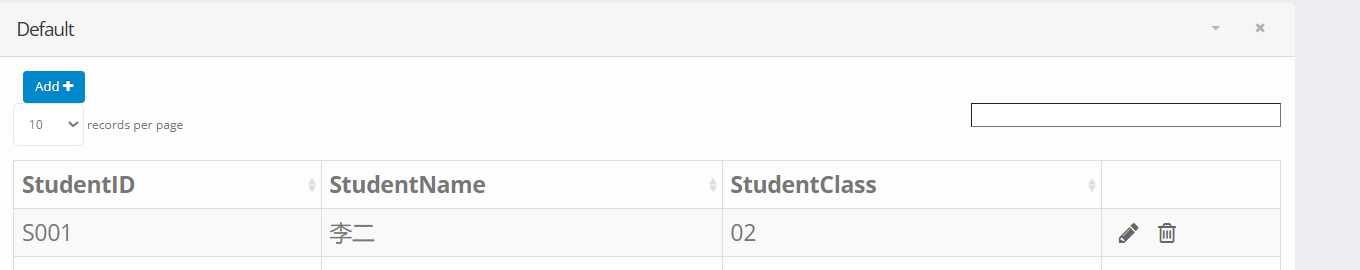 Default
Add
10 records per page
StudentID StudentName StudentClass
S001 李二 02